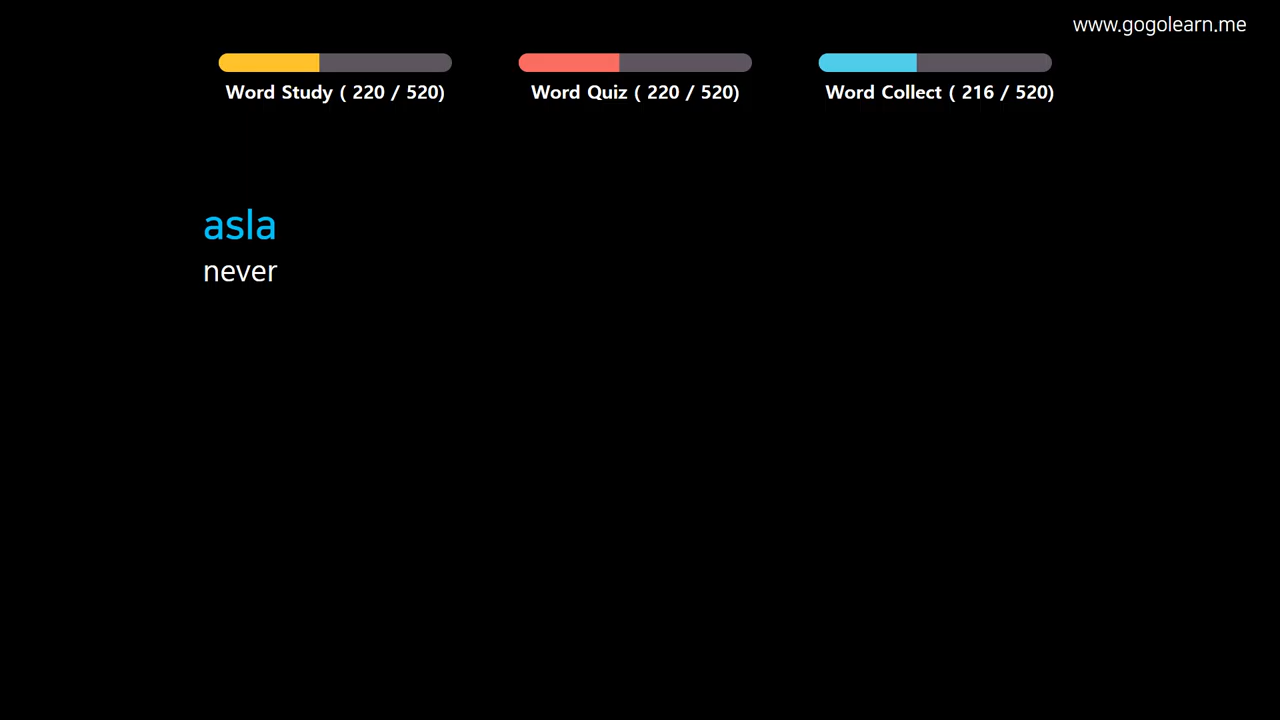 www.gogolearn.me
Word Study ( 220 / 520)
Word Quiz ( 220 / 520)
Word Collect ( 216 / 520)
asla
never